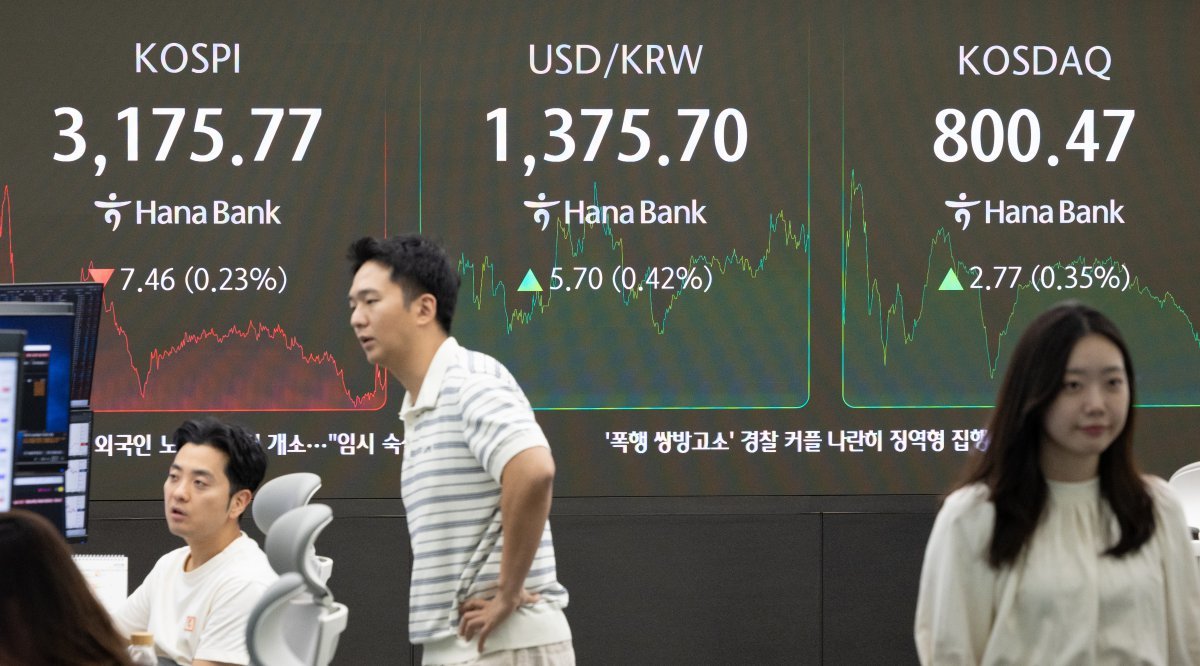 KOSPI
3,175.77
Hana Bank
7.46 (0.23%)
USD/KRW
1,375.70
Hana Bank
5.70 (0.42%)
KOSDAQ
800.47
Hana Bank
2.77 (0.35%)
외국인 개소…"임시
'폭행 쌍방고소' 경찰 커플 나란히 징역형 집행